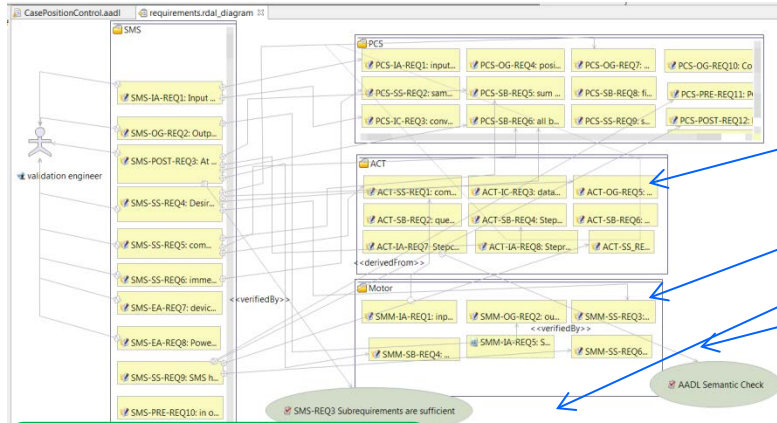 CasePositionControl.aadl
requirements.rdal_diagram
SMS
SMS-IA-REQ1: Input ...
SMS-OG-REQ2: Outp...
SMS-POST-REQ3: At ...
SMS-SS-REQ4: Desir...
SMS-SS-REQ5: com...
SMS-SS-REQ6: imme...
SMS-EA-REQ7: devic...
SMS-EA-REQ8: Powe...
SMS-SS-REQ9: SMS h...
SMS-PRE-REQ10: in o...
validation engineer
PCS
PCS-IA-REQ1: input...
PCS-OG-REQ4: posi...
PCS-OG-REQ7: ...
PCS-OG-REQ10: Co
PCS-SS-REQ2: sam...
PCS-SB-REQ5: sum ...
PCS-SB-REQ8: fi...
PCS-PRE-REQ11:
PCS-IC-REQ3: conv...
PCS-SB-REQ6: all b...
PCS-SS-REQ9: s...
PCS-POST-REQ12:
ACT
ACT-SS-REQ1: com...
ACT-IC-REQ3: data...
ACT-OG-REQ5: ...
ACT-SB-REQ2: que...
ACT-SB-REQ4: Step...
ACT-SB-REQ6: ...
ACT-IA-REQ7: Stepc...
ACT-IA-REQ8: Stepr...
ACT-SS_RE...
<<derivedFrom>>
Motor
<<verifiedBy>>
SMM-IA-REQ1: inp...
SMM-OG-REQ2: ou...
SMM-SS-REQ3:...
<<verifiedBy>>
SMM-SB-REQ4: ...
SMM-IA-REQ5: S...
SMM-SS-REQ6...
AADL Semantic Check
SMS-REQ3 Subrequirements are sufficient